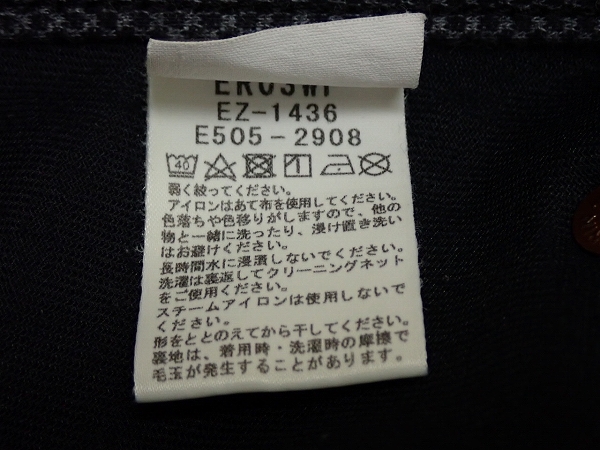 EZ-1436
E505-2908
40
弱く絞ってください。
アイロンはあて布を使用してください。
色落ちや色移りがしますので、他の
物と一緒に洗ったり、浸け置き洗い
はお避けください。
長時間水に浸漬しないでください。
洗濯は裏返してクリーニングネット
をご使用ください。
スチームアイロンは使用しないで
ください。
形をととのえてから干してください。
裏地は、着用時・洗濯時の摩擦で
毛玉が発生することがあります。